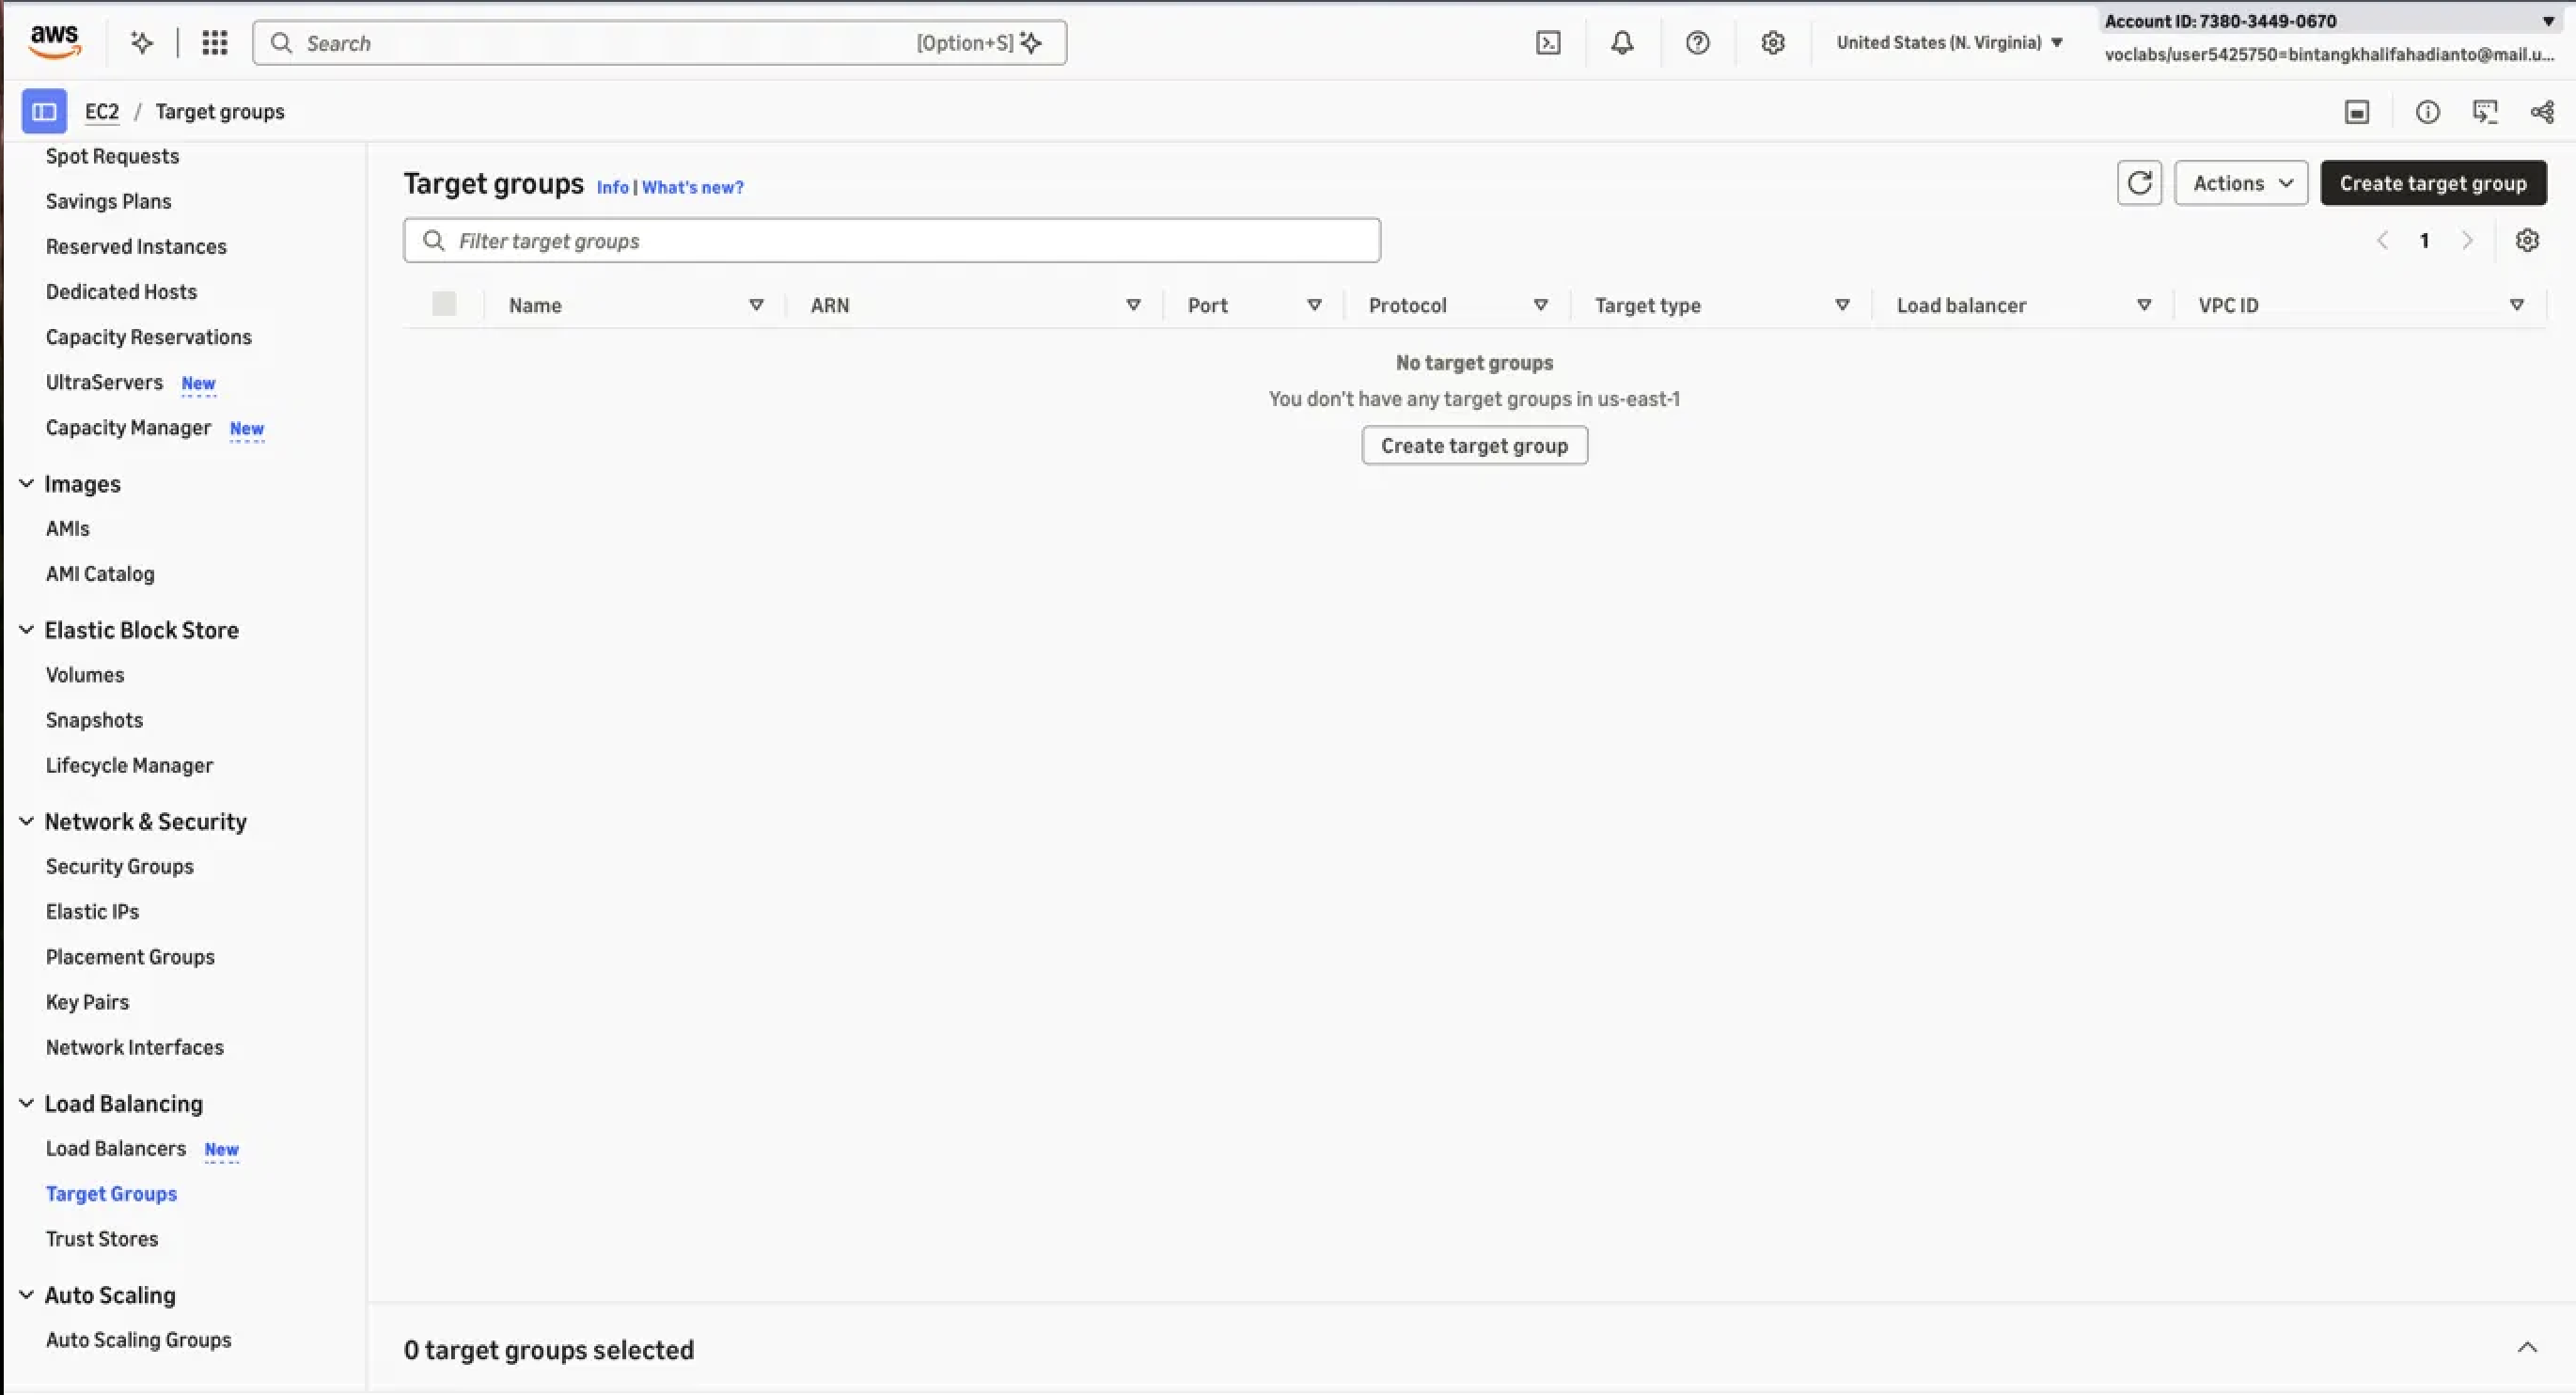 aws
Search [Option+S]
United States (N. Virginia)
Account ID: 7380-3449-0670
voclabs/user5425750=bintangkhalifahadianto@mail.u...
EC2 / Target groups
Spot Requests
Savings Plans
Reserved Instances
Dedicated Hosts
Capacity Reservations
UltraServers New
Capacity Manager New
Images
AMIs
AMI Catalog
Elastic Block Store
Volumes
Snapshots
Lifecycle Manager
Network & Security
Security Groups
Elastic IPs
Placement Groups
Key Pairs
Network Interfaces
Load Balancing
Load Balancers New
Target Groups
Trust Stores
Auto Scaling
Auto Scaling Groups
Target groups Info | What's new?
Actions
Create target group
Filter target groups
1
Name ARN Port Protocol Target type Load balancer VPC ID
No target groups
You don't have any target groups in us-east-1
Create target group
0 target groups selected